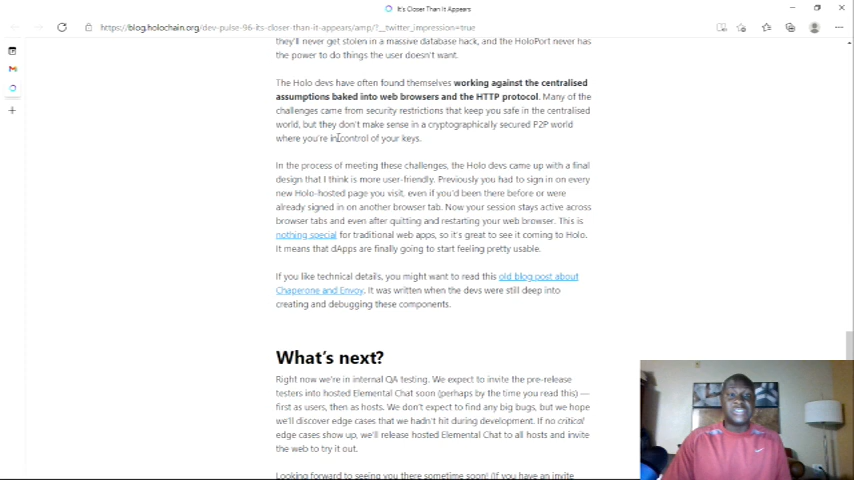 It's Closer Than It Appears
https://blog.holochain.org/dev-pulse-96-its-closer-than-it-appears/amp/?__twitter_impression=true
they'll never get stolen in a massive database hack, and the HoloPort never has
the power to do things the user doesn't want.
The Holo devs have often found themselves working against the centralised
assumptions baked into web browsers and the HTTP protocol. Many of the
challenges came from security restrictions that keep you safe in the centralised
world, but they don't make sense in a cryptographically secured P2P world
where you're in control of your keys.
In the process of meeting these challenges, the Holo devs came up with a final
design that I think is more user-friendly. Previously you had to sign in on every
new Holo-hosted page you visit, even if you'd been there before or were
already signed in on another browser tab. Now your session stays active across
browser tabs and even after quitting and restarting your web browser. This is
nothing special for traditional web apps, so it's great to see it coming to Holo.
It means that dApps are finally going to start feeling pretty usable.
If you like technical details, you might want to read this old blog post about
Chaperone and Envoy. It was written when the devs were still deep into
creating and debugging these components.
What's next?
Right now we're in internal QA testing. We expect to invite the pre-release
testers into hosted Elemental Chat soon (perhaps by the time you read this) —
first as users, then as hosts. We don't expect to find any big bugs, but we hope
we'll discover edge cases that we hadn't hit during development. If no critical
edge cases show up, we'll release hosted Elemental Chat to all hosts and invite
the web to try it out.
Looking forward to seeing you there sometime soon! (If you have an invite